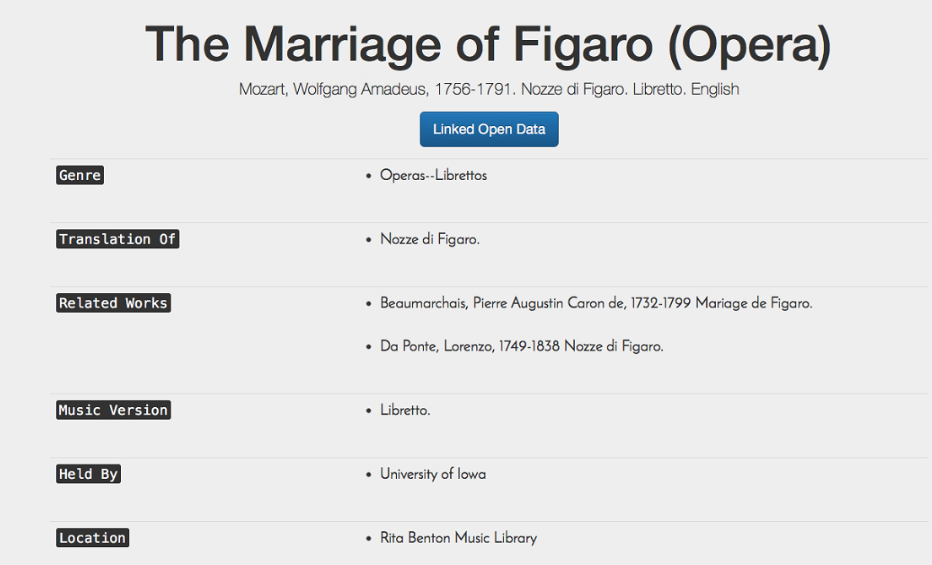 The Marriage of Figaro (Opera)
Mozart, Wolfgang Amadeus, 1756-1791. Nozze di Figaro. Libretto. English
Linked Open Data
Genre
Operas--Librettos
Translation Of
Nozze di Figaro.
Related Works
Beaumarchais, Pierre Augustin Caron de, 1732-1799 Mariage de Figaro.
Da Ponte, Lorenzo, 1749-1838 Nozze di Figaro.
Music Version
Libretto.
Held By
University of Iowa
Location
Rita Benton Music Library